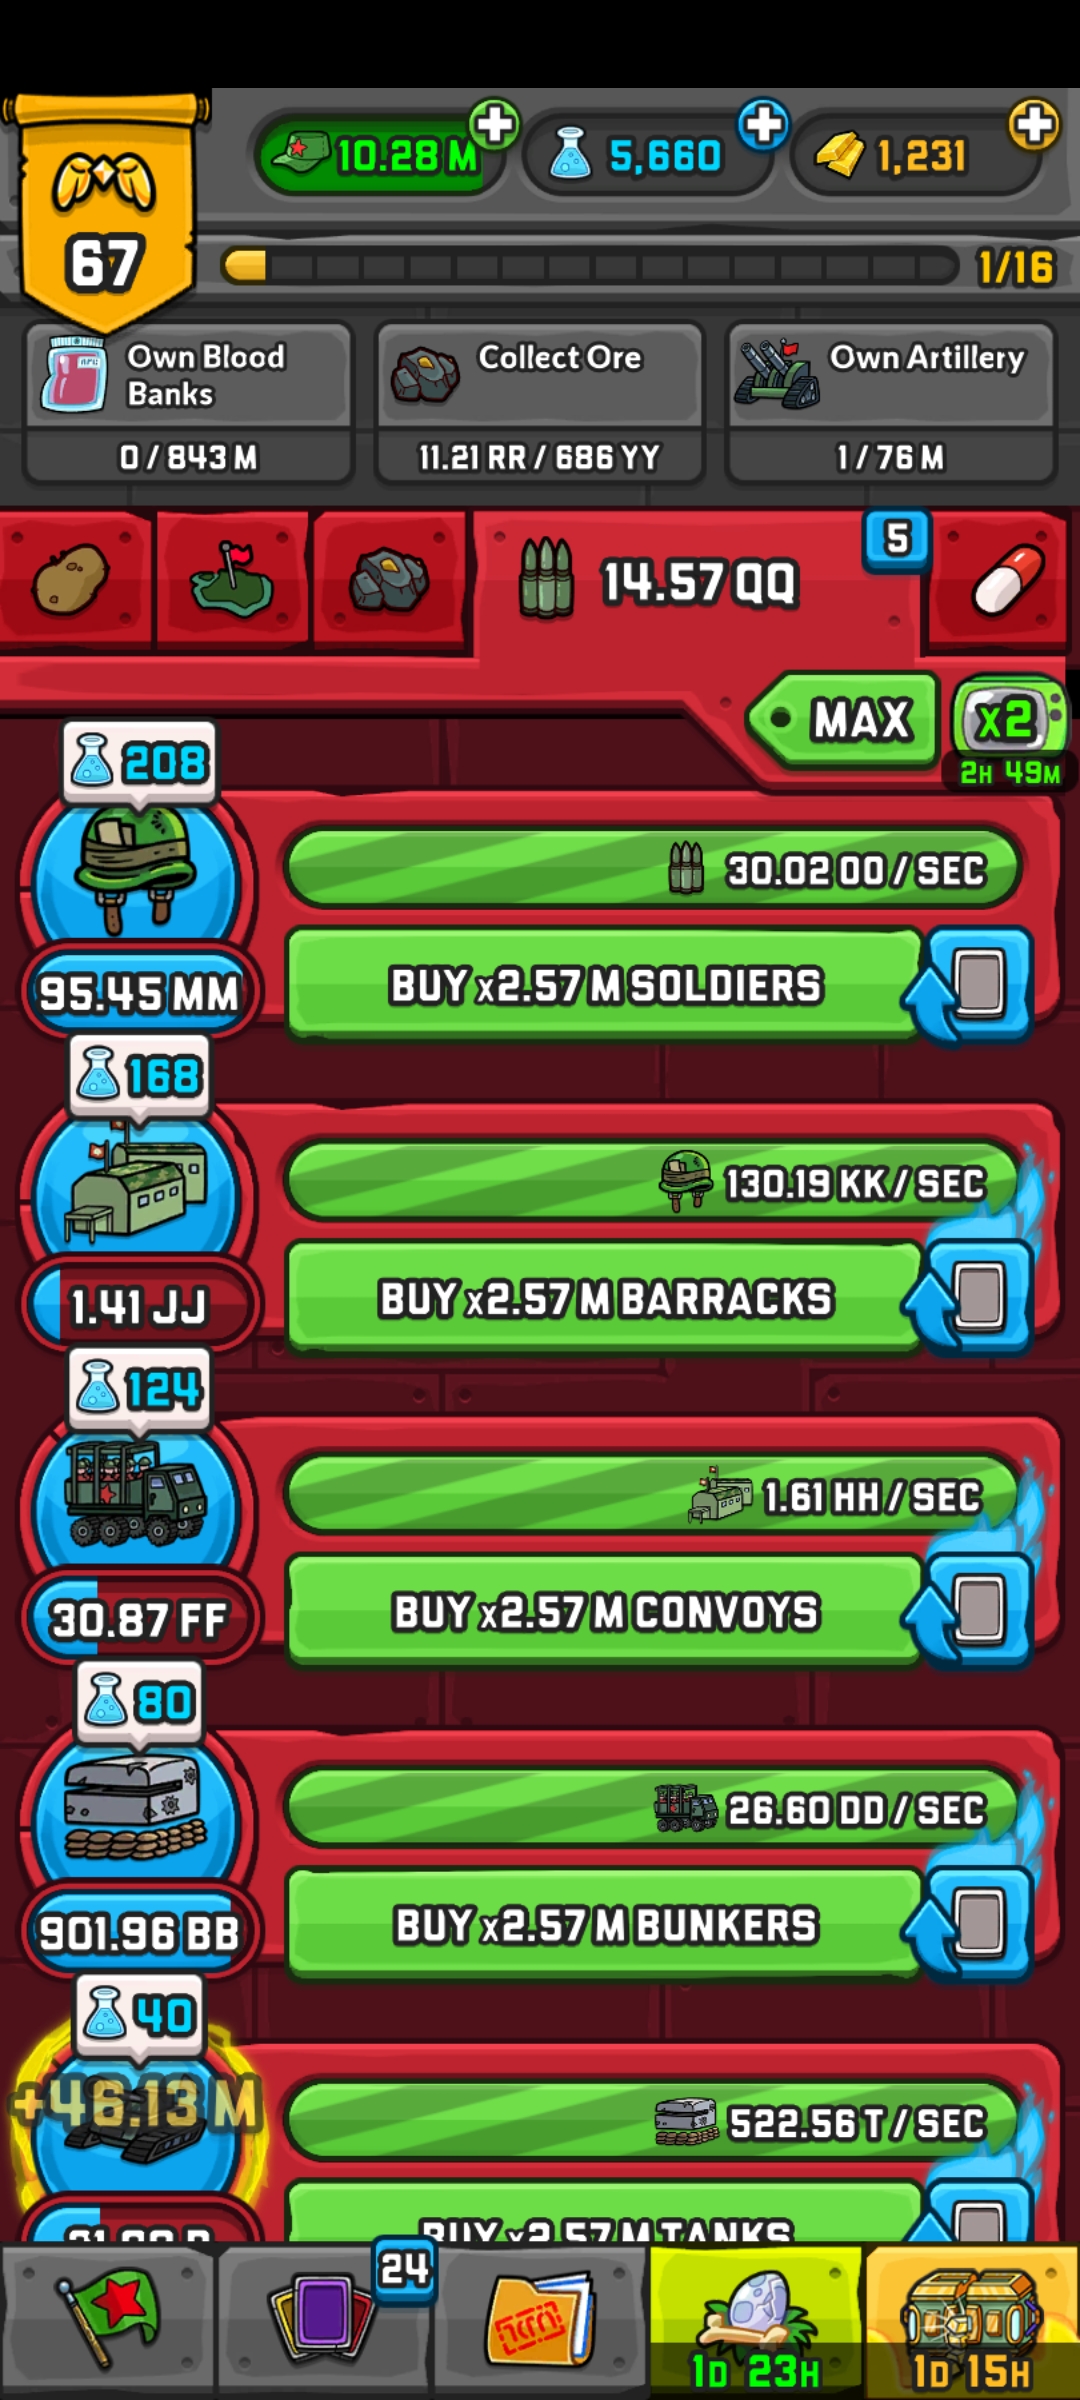 10.28 M
5,660
1,231
67
1/16
Own Blood
Banks
0 / 843 M
Collect Ore
11.21 RR / 686 YY
Own Artillery
1 / 76 M
14.57 QQ
5
MAX
x2
2H 49M
208
30.02 OO / SEC
95.45 MM
BUY x2.57 M SOLDIERS
168
130.19 KK / SEC
1.41 JJ
BUY x2.57 M BARRACKS
124
1.61 HH / SEC
30.87 FF
BUY x2.57 M CONVOYS
80
26.60 DD / SEC
901.96 BB
BUY x2.57 M BUNKERS
40
+46.13 M
522.56 T / SEC
BUY x2.57 M TANKS
24
1D 23H
1D 15H